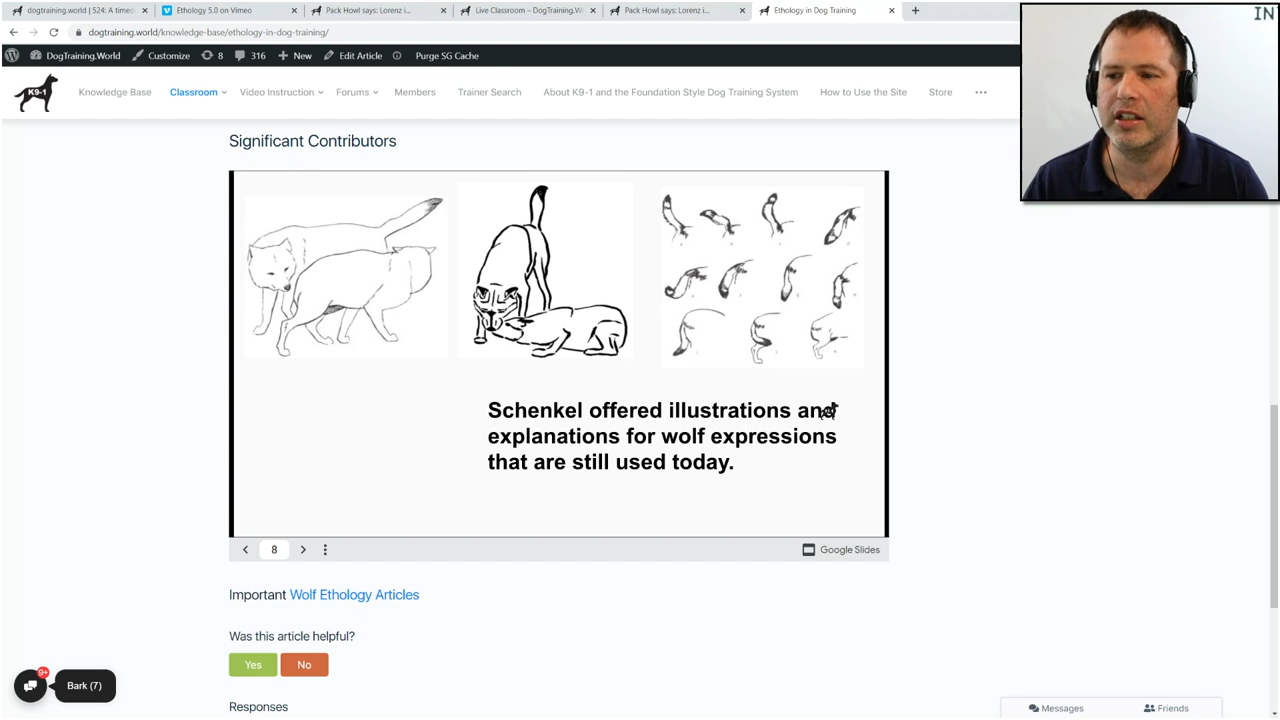 dogtraining.world | 524: A timeo
Ethology 5.0 on Vimeo
Pack Howl says: Lorenz i...
Live Classroom – DogTraining.W
Pack Howl says: Lorenz i...
Ethology in Dog Training
IN
dogtraining.world/knowledge-base/ethology-in-dog-training/
DogTraining.World
Customize
8
316
New
Edit Article
Purge SG Cache
K9-1
Knowledge Base
Classroom
Video Instruction
Forums
Members
Trainer Search
About K9-1 and the Foundation Style Dog Training System
How to Use the Site
Store
Significant Contributors
Schenkel offered illustrations and
explanations for wolf expressions
that are still used today.
8
Google Slides
Important Wolf Ethology Articles
Was this article helpful?
Yes
No
9+
Bark (7)
Responses
Messages
Friends